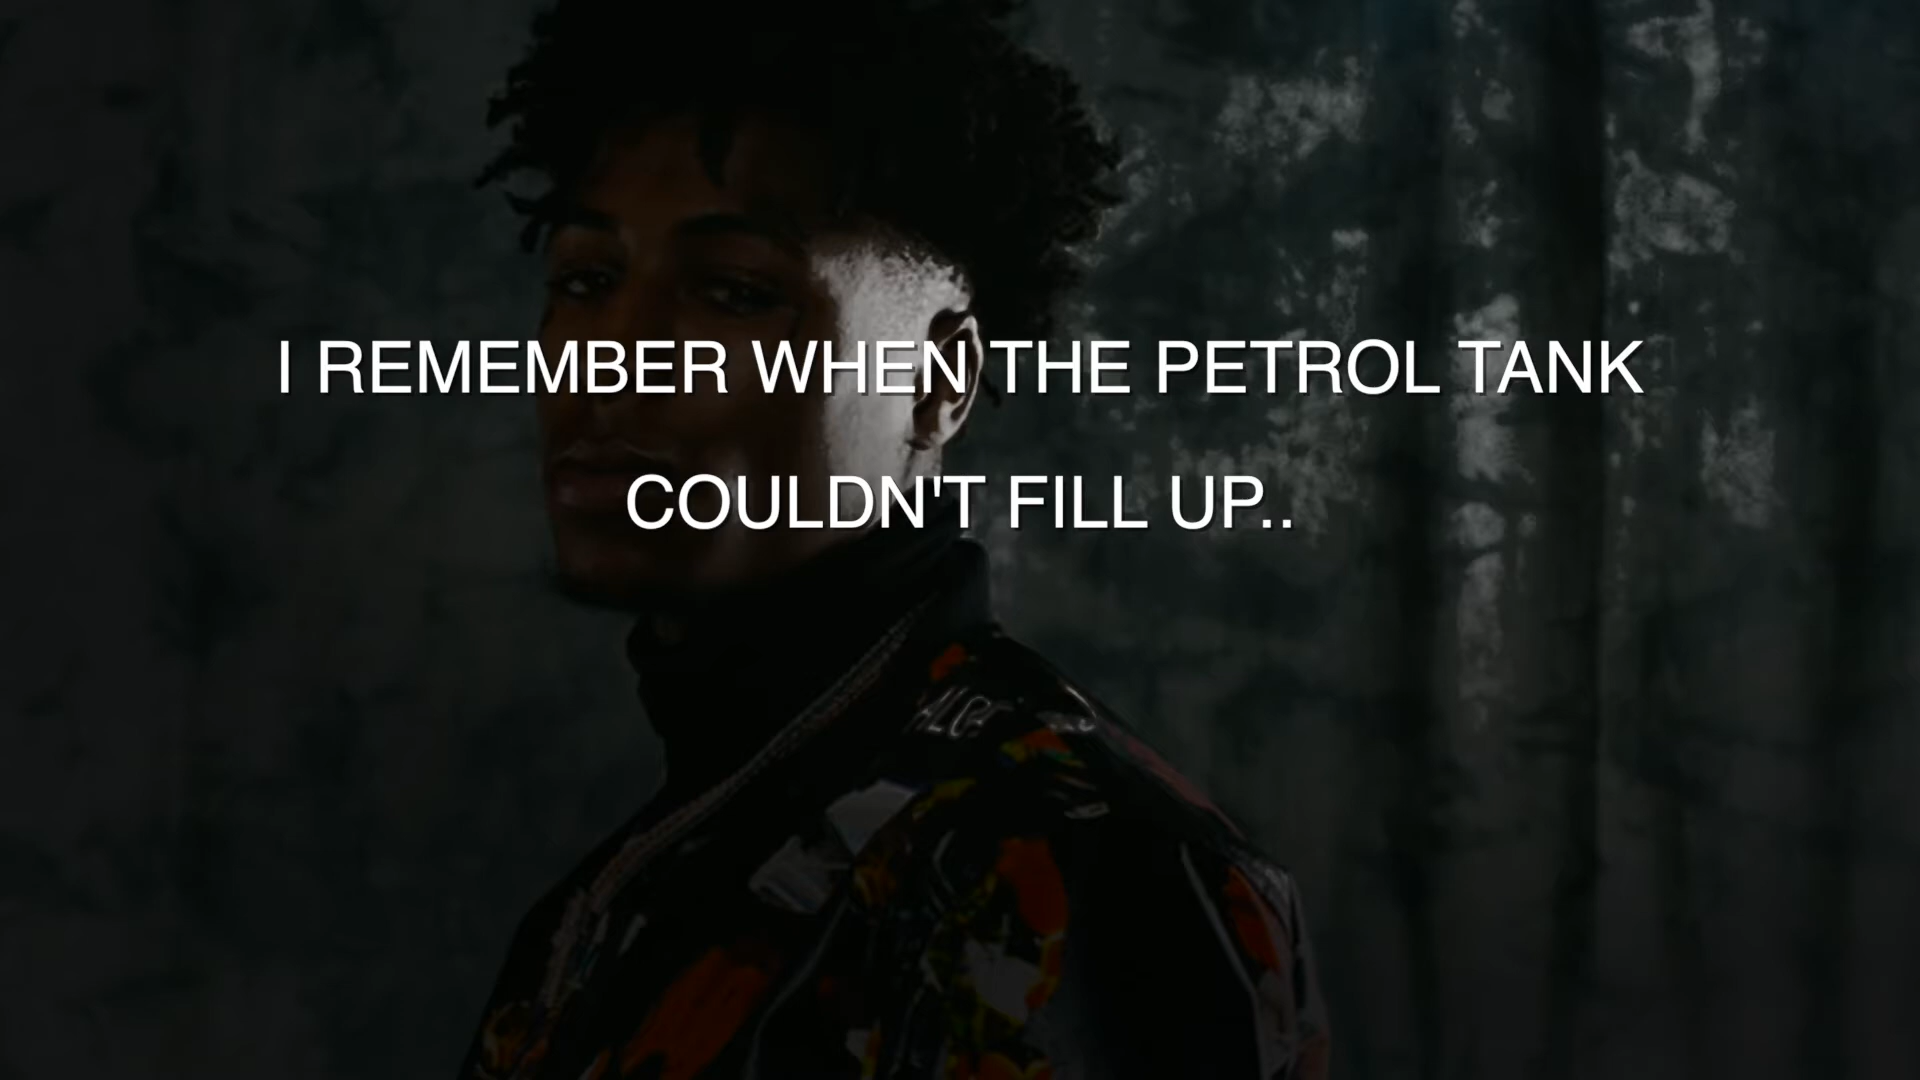 I REMEMBER WHEN THE PETROL TANK
COULDN'T FILL UP..